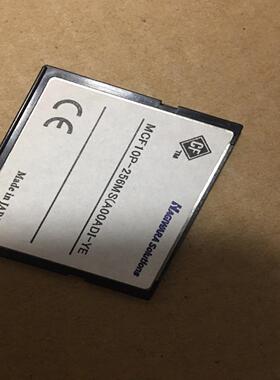 HAGIWARA Solutions
CF
TM
MCF10P-256MS(A00ADI-YE
CE
Made in